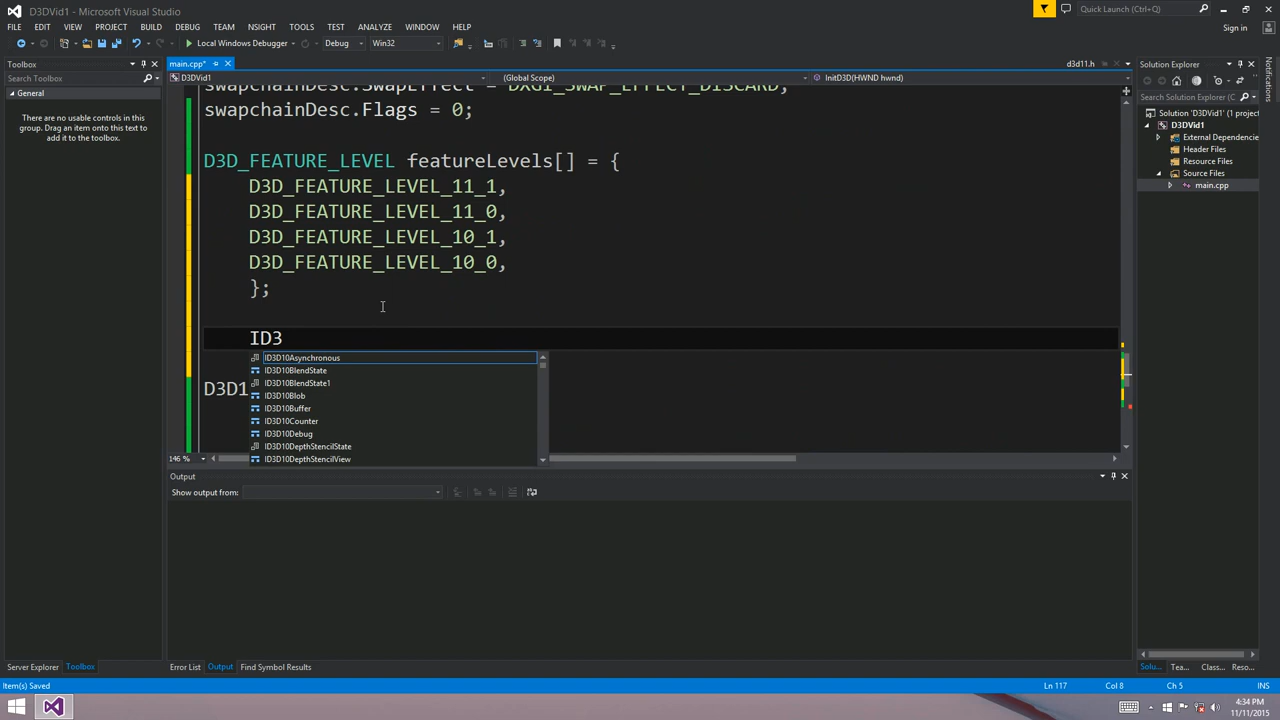 D3DVid1 - Microsoft Visual Studio
Quick Launch (Ctrl+Q)
FILE EDIT VIEW PROJECT BUILD DEBUG TEAM NSIGHT TOOLS TEST ANALYZE WINDOW HELP
Sign in
Local Windows Debugger Debug Win32
Toolbox
Search Toolbox
General
There are no usable controls in this
group. Drag an item onto this text to
add it to the toolbox.
main.cpp*
d3d11.h
D3DVid1
(Global Scope)
InitD3D(HWND hwnd)
swapchainDesc.SwapEffect = DXGI_SWAP_EFFECT_DISCARD;
swapchainDesc.Flags = 0;
D3D_FEATURE_LEVEL featureLevels[] = {
D3D_FEATURE_LEVEL_11_1,
D3D_FEATURE_LEVEL_11_0,
D3D_FEATURE_LEVEL_10_1,
D3D_FEATURE_LEVEL_10_0,
};
ID3
D3D1
ID3D10Asynchronous
ID3D10BlendState
ID3D10BlendState1
ID3D10Blob
ID3D10Buffer
ID3D10Counter
ID3D10Debug
ID3D10DepthStencilState
ID3D10DepthStencilView
146 %
Output
Show output from:
Solution Explorer
Search Solution Explorer
Solution 'D3DVid1' (1 project
D3DVid1
External Dependencie
Header Files
Resource Files
Source Files
main.cpp
Notifications
Server Explorer Toolbox
Error List Output Find Symbol Results
Solu... Tea... Class... Reso...
Item(s) Saved
Ln 117 Col 8 Ch 5 INS
4:34 PM
11/11/2015